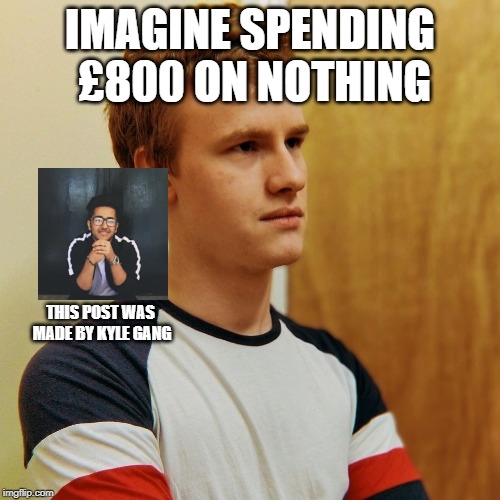 IMAGINE SPENDING
£800 ON NOTHING
THIS POST WAS
MADE BY KYLE GANG
imgflip.com